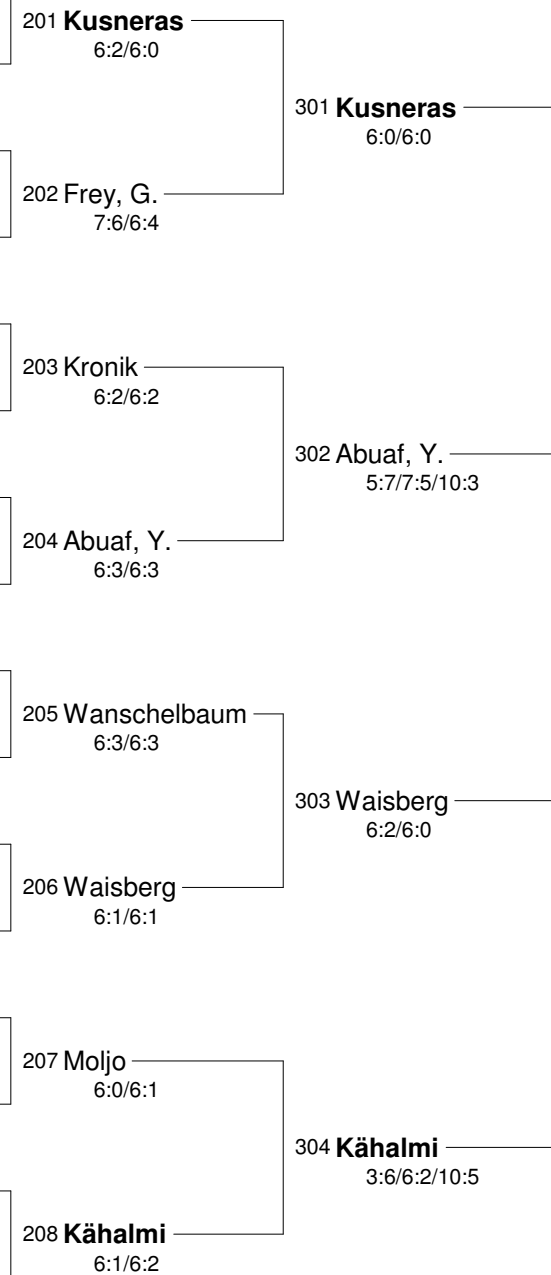 201 Kusneras
6:2/6:0
301 Kusneras
6:0/6:0
202 Frey, G.
7:6/6:4
203 Kronik
6:2/6:2
302 Abuaf, Y.
5:7/7:5/10:3
204 Abuaf, Y.
6:3/6:3
205 Wanschelbaum
6:3/6:3
303 Waisberg
6:2/6:0
206 Waisberg
6:1/6:1
207 Moljo
6:0/6:1
304 Kähalmi
3:6/6:2/10:5
208 Kähalmi
6:1/6:2